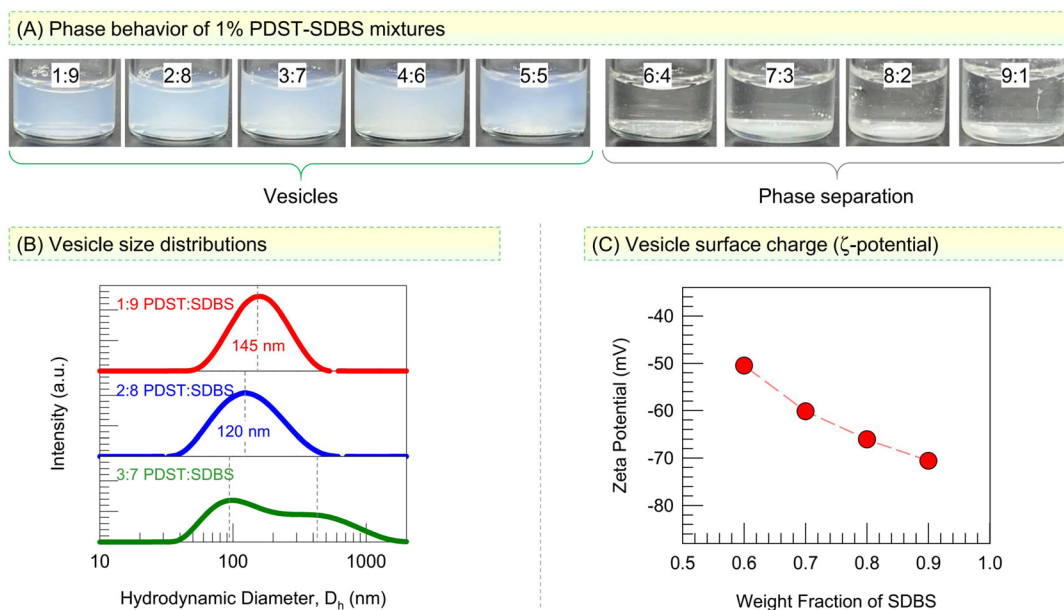 (A) Phase behavior of 1% PDST-SDBS mixtures
1:9 2:8 3:7 4:6 5:5 6:4 7:3 8:2 9:1
Vesicles
Phase separation
(B) Vesicle size distributions
1:9 PDST:SDBS
145 nm
2:8 PDST:SDBS
120 nm
3:7 PDST:SDBS
Intensity (a.u.)
10 100 1000
Hydrodynamic Diameter, Dₕ (nm)
(C) Vesicle surface charge (ζ-potential)
Zeta Potential (mV)
-40
-50
-60
-70
-80
0.5 0.6 0.7 0.8 0.9 1.0
Weight Fraction of SDBS